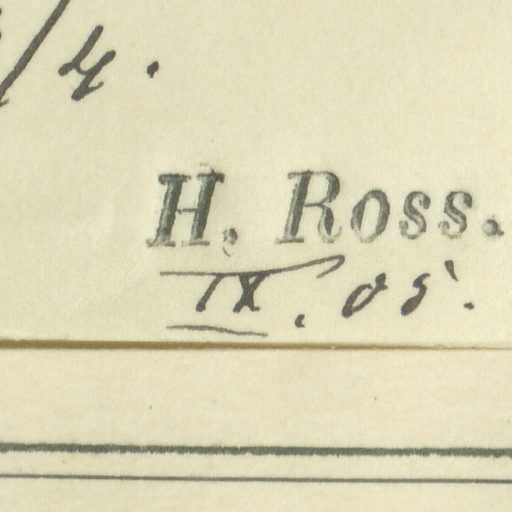 /4.
H. Ross.
IX. 05.